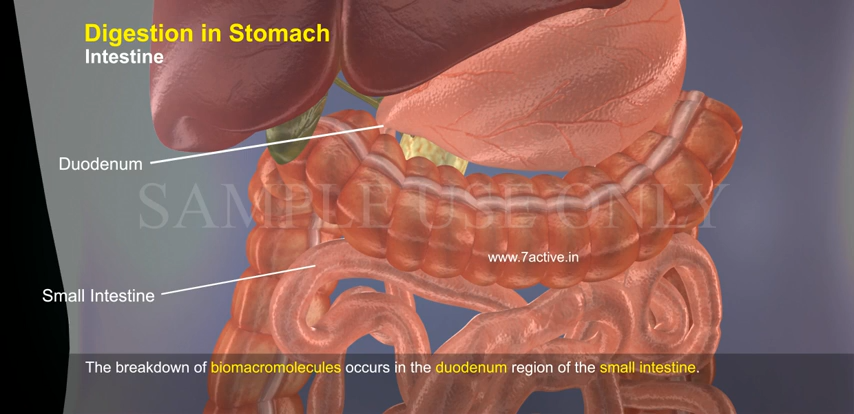 Digestion in Stomach
Intestine
Duodenum
SAMPLE USE ONLY
www.7active.in
Small Intestine
The breakdown of biomacromolecules occurs in the duodenum region of the small intestine.